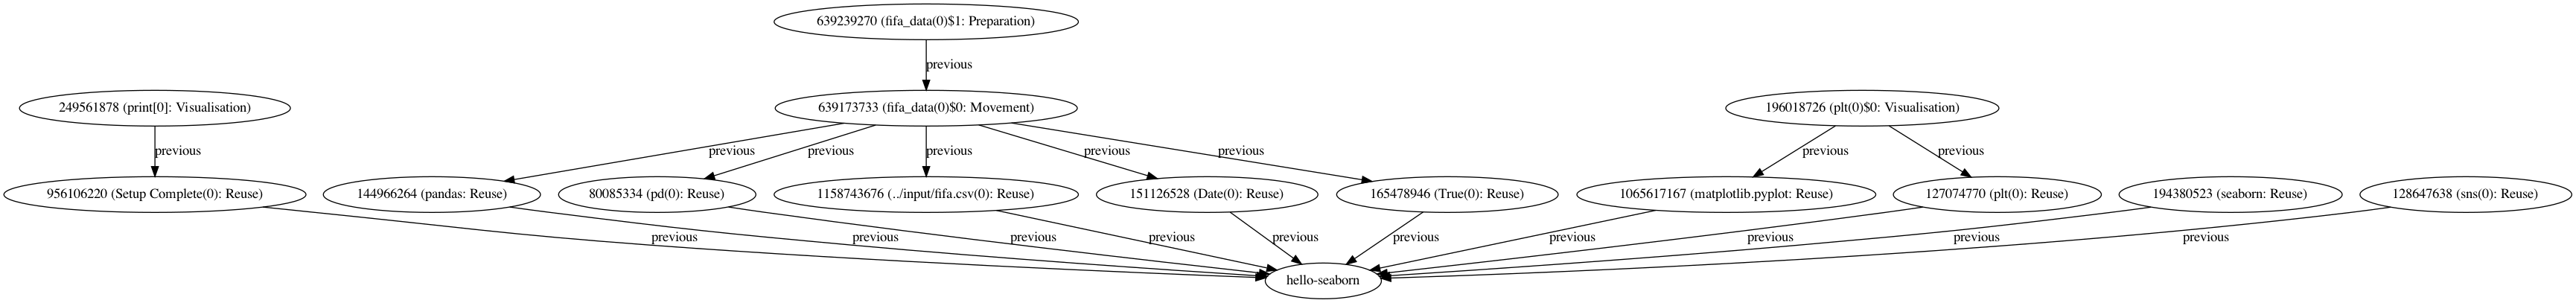 639239270 (fifa_data(0)$1: Preparation)
previous
249561878 (print[0]: Visualisation)
639173733 (fifa_data(0)$0: Movement)
196018726 (plt(0)$0: Visualisation)
previous
previous
previous
previous
previous
previous
previous
previous
956106220 (Setup Complete(0): Reuse)
144966264 (pandas: Reuse)
80085334 (pd(0): Reuse)
1158743676 (../input/fifa.csv(0): Reuse)
151126528 (Date(0): Reuse)
165478946 (True(0): Reuse)
1065617167 (matplotlib.pyplot: Reuse)
127074770 (plt(0): Reuse)
194380523 (seaborn: Reuse)
128647638 (sns(0): Reuse)
previous
previous
previous
previous
previous
previous
previous
previous
previous
previous
hello-seaborn